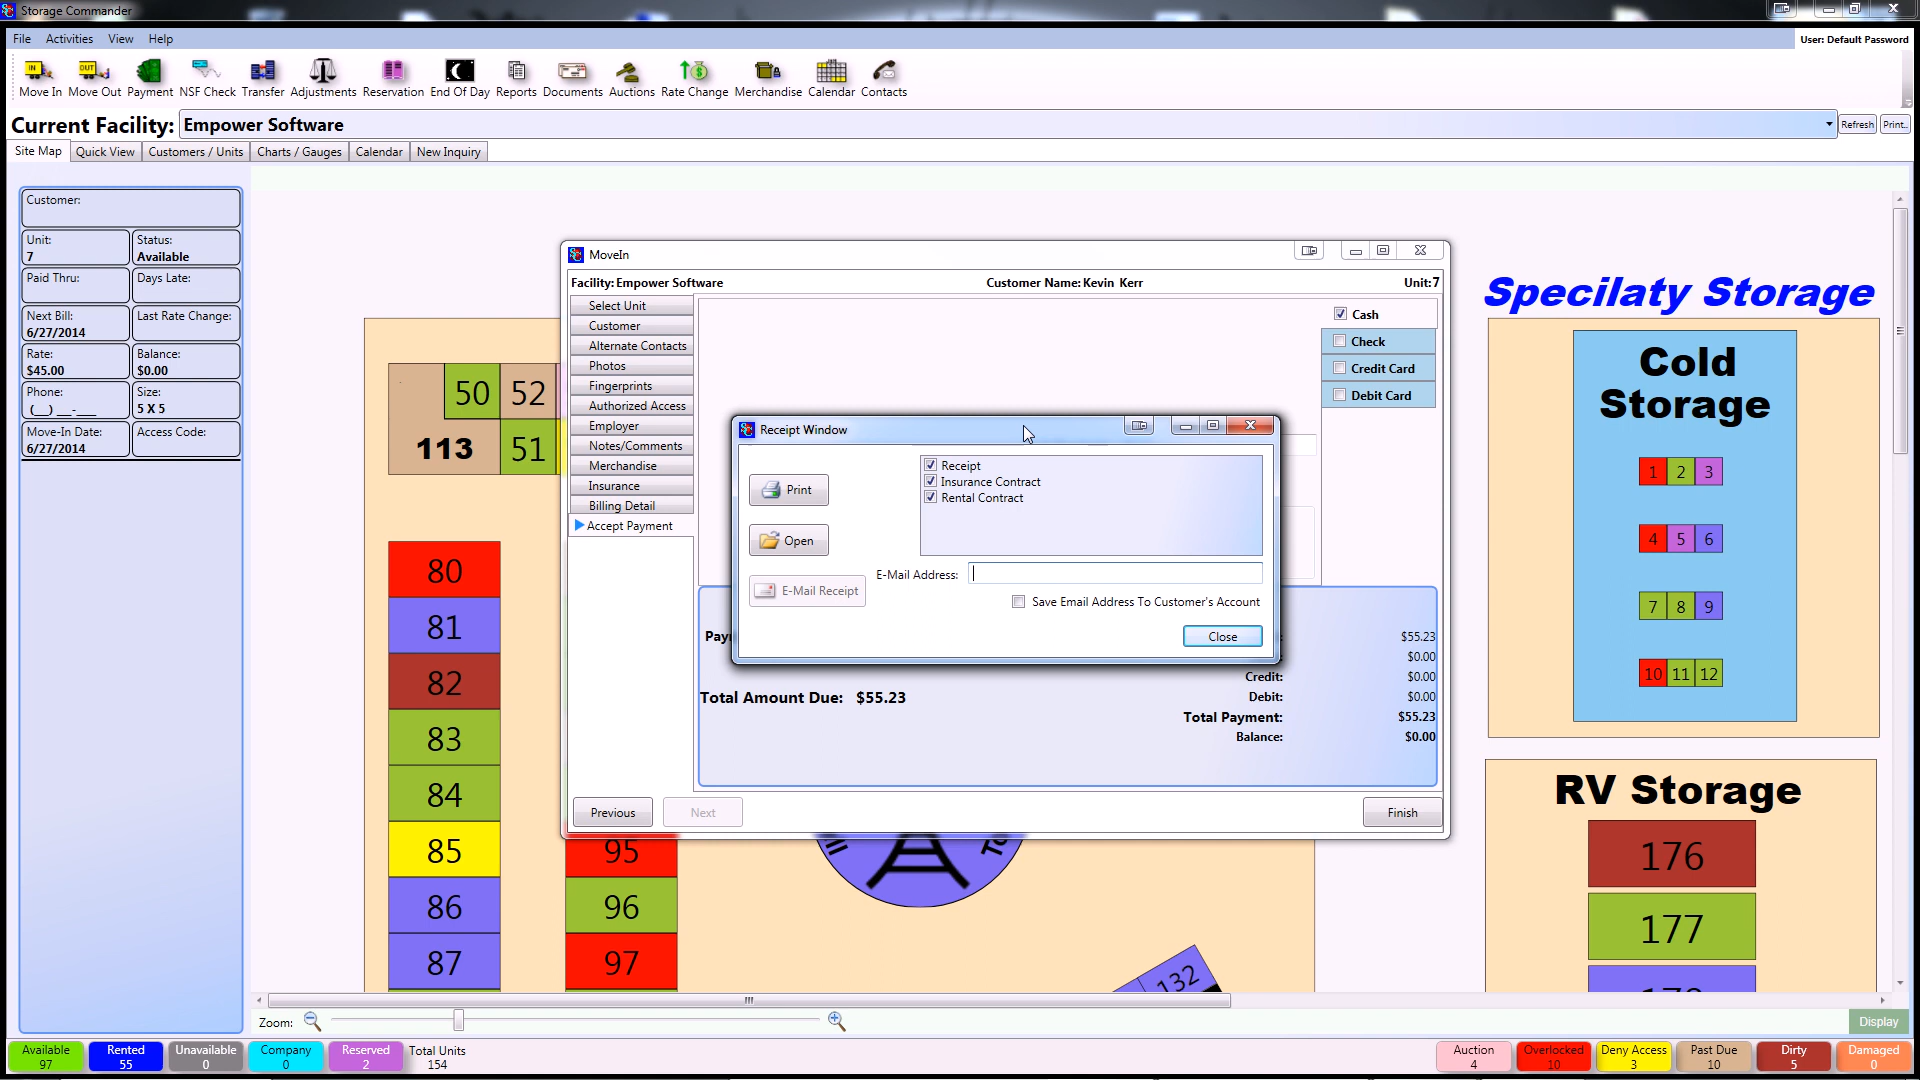 Storage Commander
File Activities View Help
User: Default Password
Move In Move Out Payment NSF Check Transfer Adjustments Reservation End Of Day Reports Documents Auctions Rate Change Merchandise Calendar Contacts
Current Facility: Empower Software
Refresh Print..
Site Map Quick View Customers / Units Charts / Gauges Calendar New Inquiry
Customer:
Unit: Status:
7 Available
Paid Thru: Days Late:
Next Bill: Last Rate Change:
6/27/2014
Rate: Balance:
$45.00 $0.00
Phone: Size:
(__) __-___ 5 X 5
Move-In Date: Access Code:
6/27/2014
50 52
113 51
80
81
82
83
84
85
86
87
95
96
97
132
MoveIn
Facility: Empower Software Customer Name: Kevin Kerr Unit:7
Select Unit
Customer
Alternate Contacts
Photos
Fingerprints
Authorized Access
Employer
Notes/Comments
Merchandise
Insurance
Billing Detail
Accept Payment
Cash
Check
Credit Card
Debit Card
Receipt Window
Print
Open
E-Mail Receipt
Receipt
Insurance Contract
Rental Contract
E-Mail Address:
Save Email Address To Customer's Account
Close
$55.23
$0.00
Credit: $0.00
Total Amount Due: $55.23
Debit: $0.00
Total Payment: $55.23
Balance: $0.00
Previous Next Finish
Specilaty Storage
Cold
Storage
1 2 3
4 5 6
7 8 9
10 11 12
RV Storage
176
177
Zoom:
Display
Available Rented Unavailable Company Reserved Total Units
97 55 0 0 2 154
Auction Overlocked Deny Access Past Due Dirty Damaged
4 10 3 10 5 0